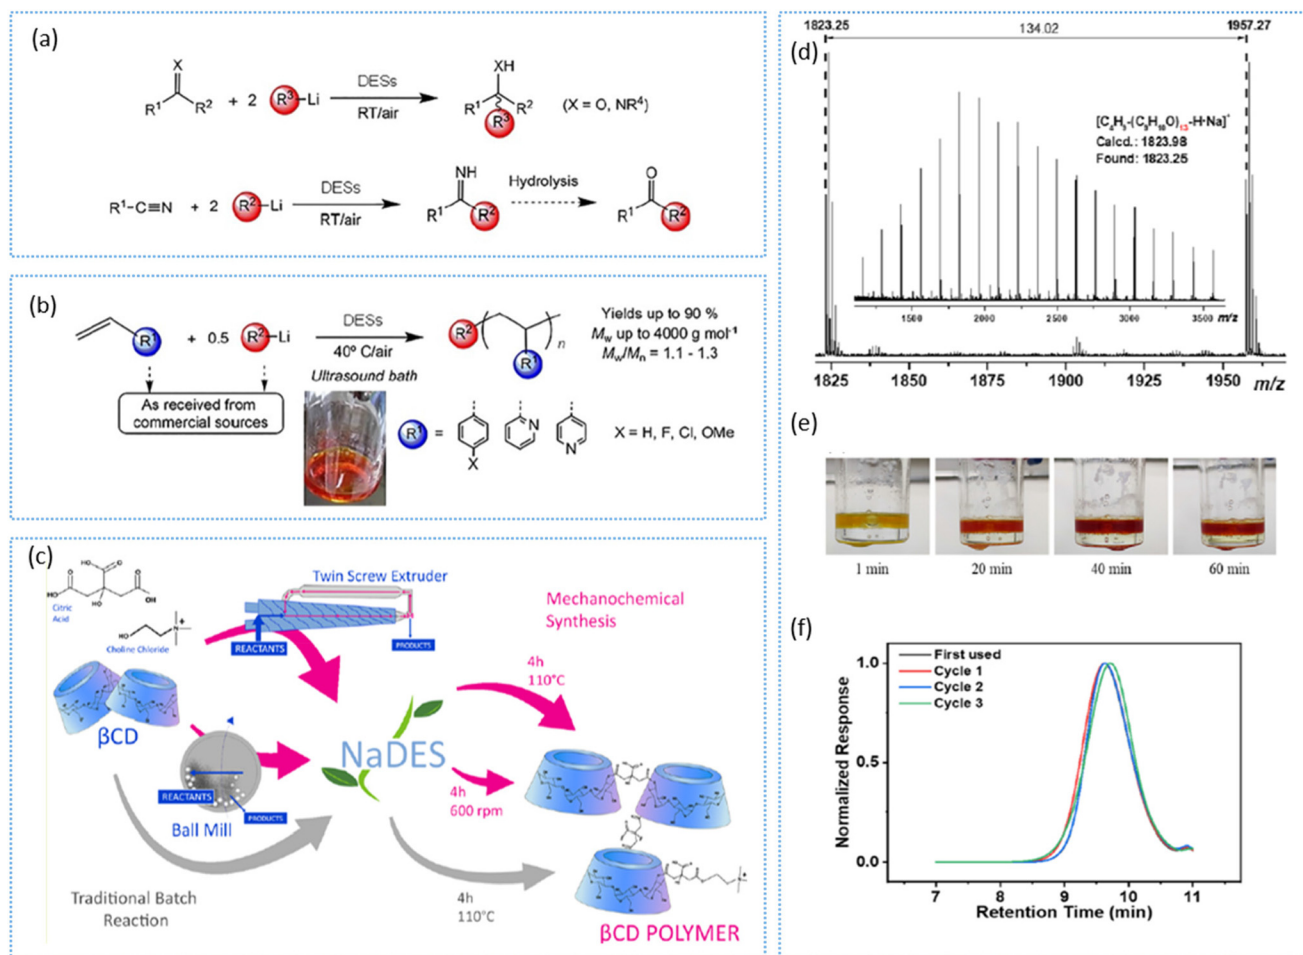 (a)
X
R¹ R² + 2 R³-Li
DESs
RT/air
XH
R¹ R²
R³
(X = O, NR⁴)
R¹-C≡N + 2 R²-Li
DESs
RT/air
NH
R¹ R²
Hydrolysis
O
R¹ R²
(b)
R¹ + 0.5 R²-Li
DESs
40º C/air
Ultrasound bath
As received from
commercial sources
R² R¹ n
Yields up to 90 %
Mw up to 4000 g mol⁻¹
Mw/Mn = 1.1 - 1.3
R¹ =
X
N
N
X = H, F, Cl, OMe
(c)
Citric
Acid
Choline Chloride
Twin Screw Extruder
REACTANTS
PRODUCTS
Mechanochemical
Synthesis
4h
110°C
βCD
NaDES
REACTANTS
PRODUCTS
Ball Mill
4h
600 rpm
Traditional Batch
Reaction
4h
110°C
βCD POLYMER
(d)
1823.25
134.02
1957.27
[C₄H₉-(C₉H₁₀O)₁₃-H·Na]⁺
Calcd.: 1823.98
Found: 1823.25
1500 2000 2500 3000 3500 m/z
1825 1850 1875 1900 1925 1950 m/z
(e)
1 min 20 min 40 min 60 min
(f)
First used
Cycle 1
Cycle 2
Cycle 3
1.0
0.5
0.0
Normalized Response
7 8 9 10 11
Retention Time (min)